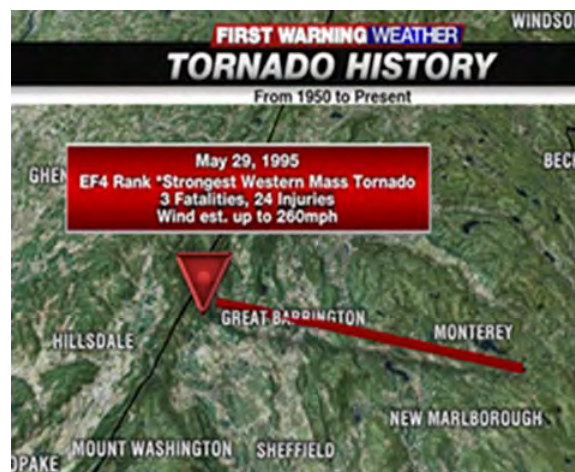 WINDSO
FIRST WARNING WEATHER
TORNADO HISTORY
From 1950 to Present
May 29, 1995
EF4 Rank *Strongest Western Mass Tornado
3 Fatalities, 24 Injuries
Wind est. up to 260mph
GHEN
BEC
GREAT BARRINGTON
MONTEREY
HILLSDALE
NEW MARLBOROUGH
MOUNT WASHINGTON
SHEFFIELD
OPAKE